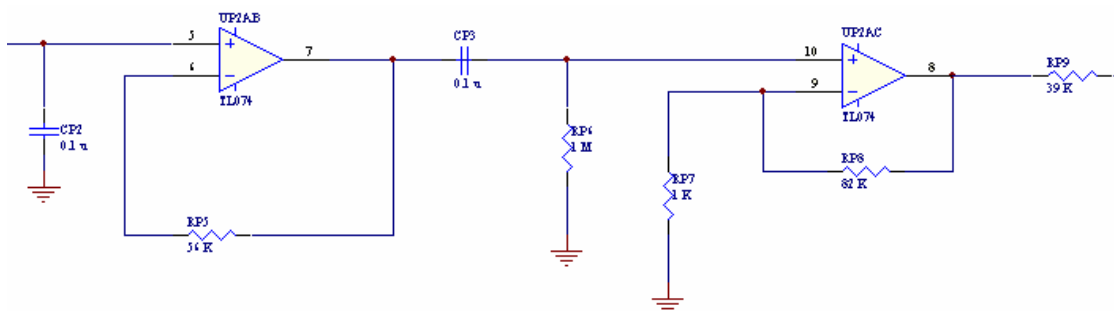 UP2AB
5
6
7
TL074
CP2
0.1 u
RP5
56 K
CP3
0.1 u
RP6
1 M
UP2AC
10
9
8
TL074
RP7
1 K
RP8
82 K
RP9
39 K